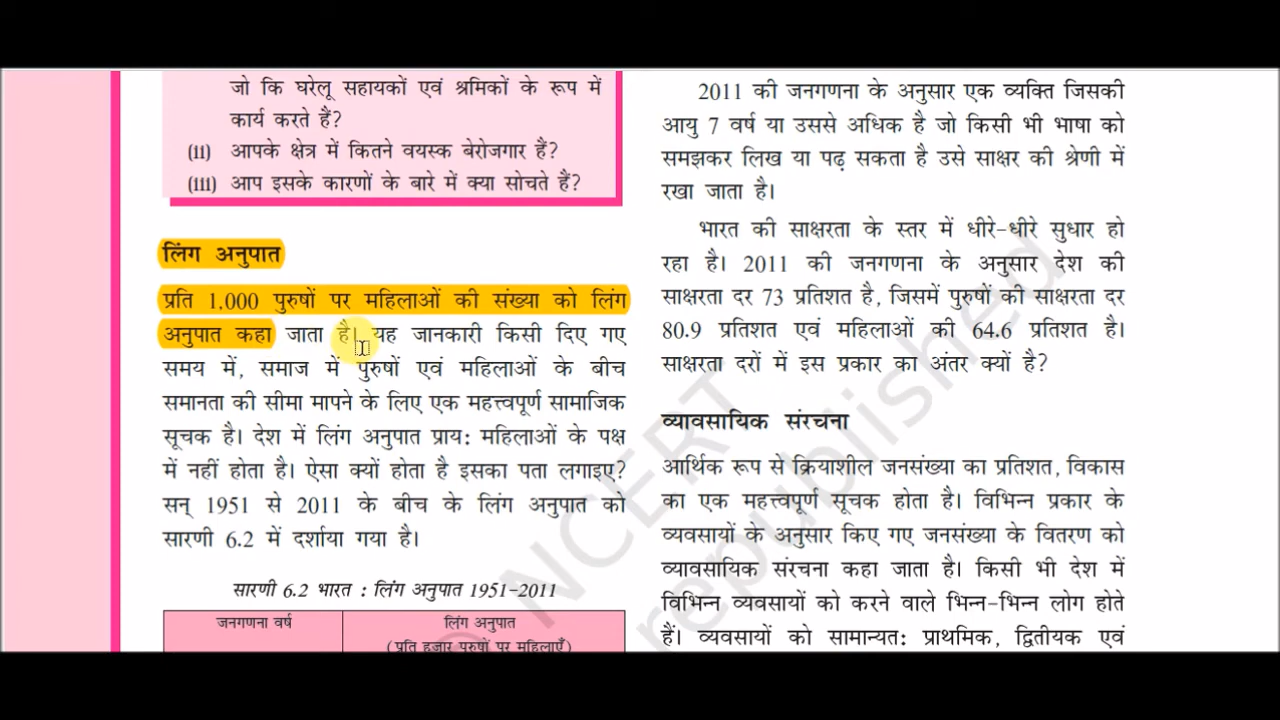 जो कि घरेलू सहायकों एवं श्रमिकों के रूप में
कार्य करते हैं?
(ii) आपके क्षेत्र में कितने वयस्क बेरोजगार हैं?
(iii) आप इसके कारणों के बारे में क्या सोचते हैं?
लिंग अनुपात
प्रति 1,000 पुरुषों पर महिलाओं की संख्या को लिंग
अनुपात कहा जाता है। यह जानकारी किसी दिए गए
समय में, समाज में पुरुषों एवं महिलाओं के बीच
समानता की सीमा मापने के लिए एक महत्त्वपूर्ण सामाजिक
सूचक है। देश में लिंग अनुपात प्राय: महिलाओं के पक्ष
में नहीं होता है। ऐसा क्यों होता है इसका पता लगाइए?
सन् 1951 से 2011 के बीच के लिंग अनुपात को
सारणी 6.2 में दर्शाया गया है।
सारणी 6.2 भारत : लिंग अनुपात 1951-2011
जनगणना वर्ष
लिंग अनुपात
(प्रति हजार पुरुषों पर महिलाएँ)
2011 की जनगणना के अनुसार एक व्यक्ति जिसकी
आयु 7 वर्ष या उससे अधिक है जो किसी भी भाषा को
समझकर लिख या पढ़ सकता है उसे साक्षर की श्रेणी में
रखा जाता है।
भारत की साक्षरता के स्तर में धीरे-धीरे सुधार हो
रहा है। 2011 की जनगणना के अनुसार देश की
साक्षरता दर 73 प्रतिशत है, जिसमें पुरुषों की साक्षरता दर
80.9 प्रतिशत एवं महिलाओं की 64.6 प्रतिशत है।
साक्षरता दरों में इस प्रकार का अंतर क्यों है?
व्यावसायिक संरचना
आर्थिक रूप से क्रियाशील जनसंख्या का प्रतिशत, विकास
का एक महत्त्वपूर्ण सूचक होता है। विभिन्न प्रकार के
व्यवसायों के अनुसार किए गए जनसंख्या के वितरण को
व्यावसायिक संरचना कहा जाता है। किसी भी देश में
विभिन्न व्यवसायों को करने वाले भिन्न-भिन्न लोग होते
हैं। व्यवसायों को सामान्यत: प्राथमिक, द्वितीयक एवं
© NCERT
republished